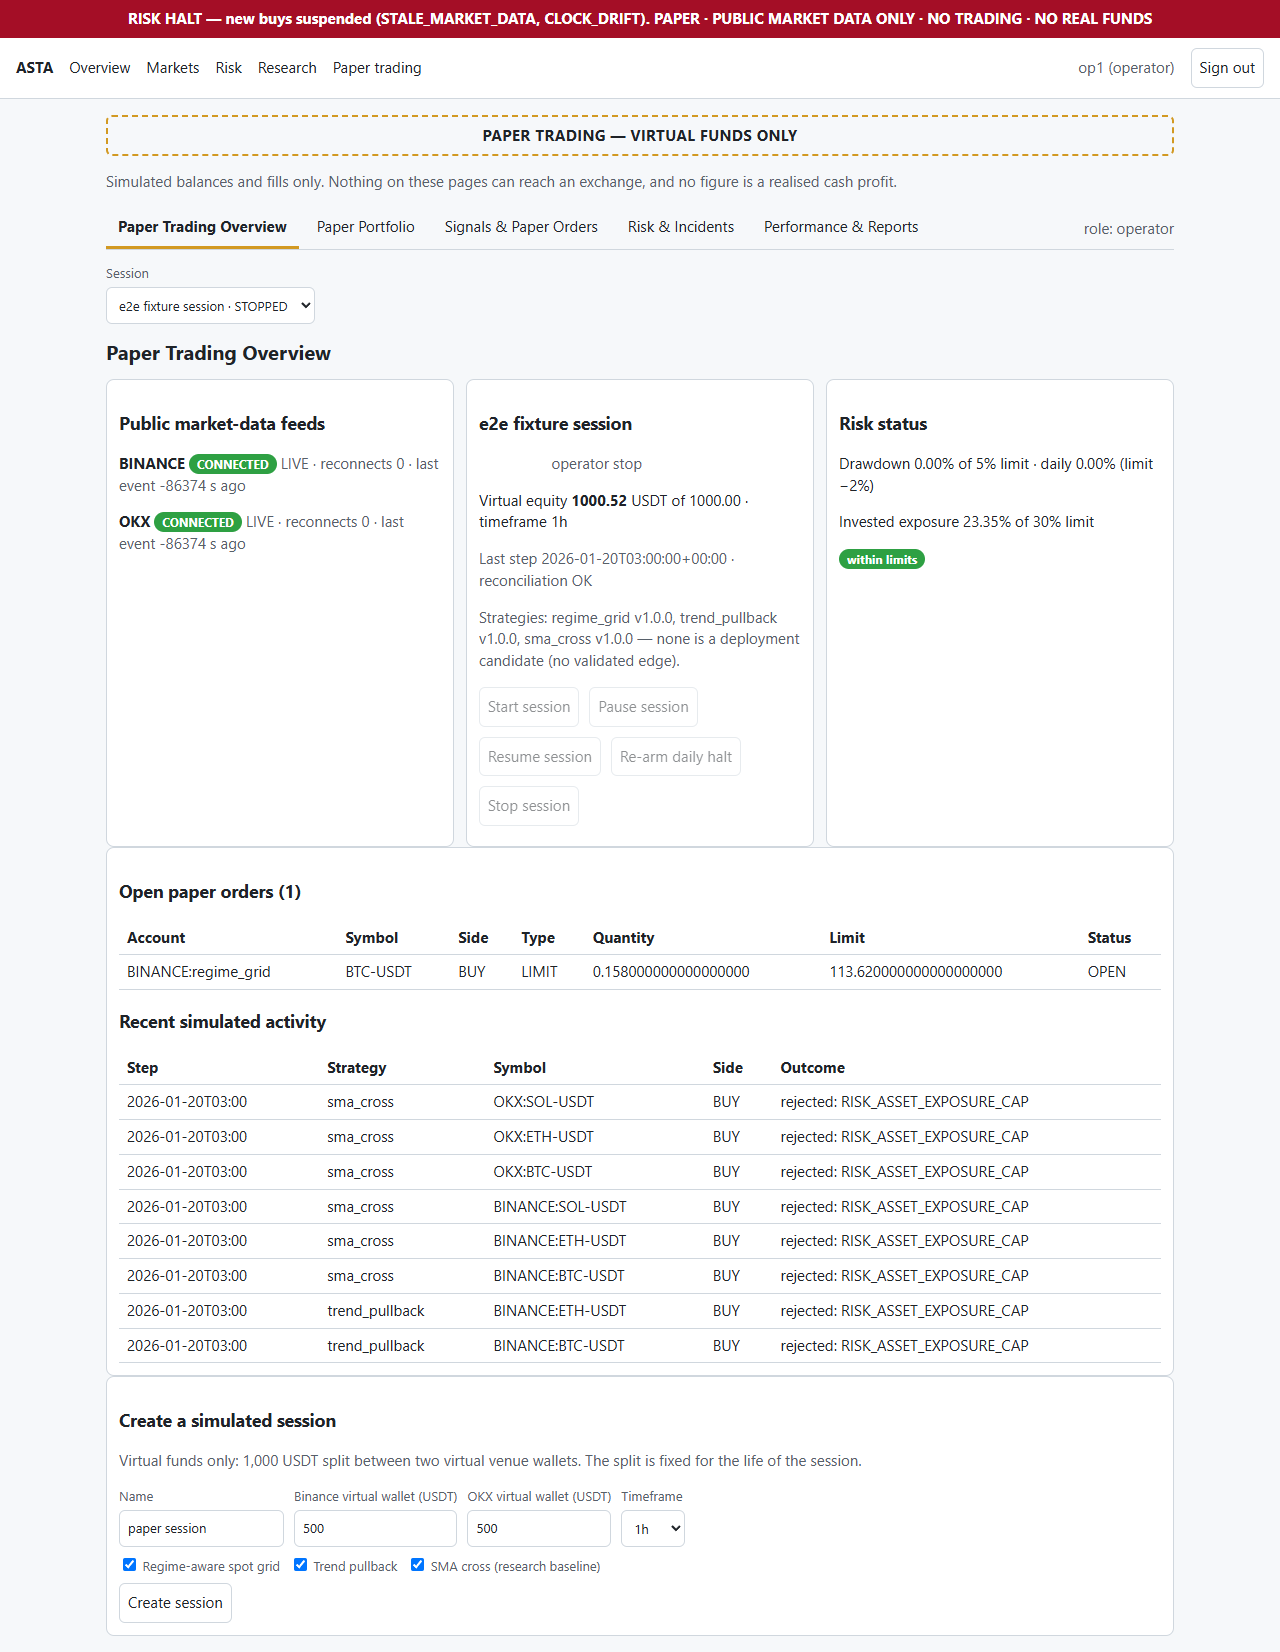 RISK HALT — new buys suspended (STALE_MARKET_DATA, CLOCK_DRIFT). PAPER · PUBLIC MARKET DATA ONLY · NO TRADING · NO REAL FUNDS
ASTA Overview Markets Risk Research Paper trading op1 (operator) Sign out
PAPER TRADING — VIRTUAL FUNDS ONLY
Simulated balances and fills only. Nothing on these pages can reach an exchange, and no figure is a realised cash profit.
Paper Trading Overview Paper Portfolio Signals & Paper Orders Risk & Incidents Performance & Reports role: operator
Session
e2e fixture session · STOPPED
Paper Trading Overview
Public market-data feeds
BINANCE CONNECTED LIVE · reconnects 0 · last
event -86374 s ago
OKX CONNECTED LIVE · reconnects 0 · last
event -86374 s ago
e2e fixture session
operator stop
Virtual equity 1000.52 USDT of 1000.00 ·
timeframe 1h
Last step 2026-01-20T03:00:00+00:00 ·
reconciliation OK
Strategies: regime_grid v1.0.0, trend_pullback
v1.0.0, sma_cross v1.0.0 — none is a deployment
candidate (no validated edge).
Start session Pause session
Resume session Re-arm daily halt
Stop session
Risk status
Drawdown 0.00% of 5% limit · daily 0.00% (limit
−2%)
Invested exposure 23.35% of 30% limit
within limits
Open paper orders (1)
Account Symbol Side Type Quantity Limit Status
BINANCE:regime_grid BTC-USDT BUY LIMIT 0.158000000000000000 113.620000000000000000 OPEN
Recent simulated activity
Step Strategy Symbol Side Outcome
2026-01-20T03:00 sma_cross OKX:SOL-USDT BUY rejected: RISK_ASSET_EXPOSURE_CAP
2026-01-20T03:00 sma_cross OKX:ETH-USDT BUY rejected: RISK_ASSET_EXPOSURE_CAP
2026-01-20T03:00 sma_cross OKX:BTC-USDT BUY rejected: RISK_ASSET_EXPOSURE_CAP
2026-01-20T03:00 sma_cross BINANCE:SOL-USDT BUY rejected: RISK_ASSET_EXPOSURE_CAP
2026-01-20T03:00 sma_cross BINANCE:ETH-USDT BUY rejected: RISK_ASSET_EXPOSURE_CAP
2026-01-20T03:00 sma_cross BINANCE:BTC-USDT BUY rejected: RISK_ASSET_EXPOSURE_CAP
2026-01-20T03:00 trend_pullback BINANCE:ETH-USDT BUY rejected: RISK_ASSET_EXPOSURE_CAP
2026-01-20T03:00 trend_pullback BINANCE:BTC-USDT BUY rejected: RISK_ASSET_EXPOSURE_CAP
Create a simulated session
Virtual funds only: 1,000 USDT split between two virtual venue wallets. The split is fixed for the life of the session.
Name Binance virtual wallet (USDT) OKX virtual wallet (USDT) Timeframe
paper session 500 500 1h
Regime-aware spot grid Trend pullback SMA cross (research baseline)
Create session